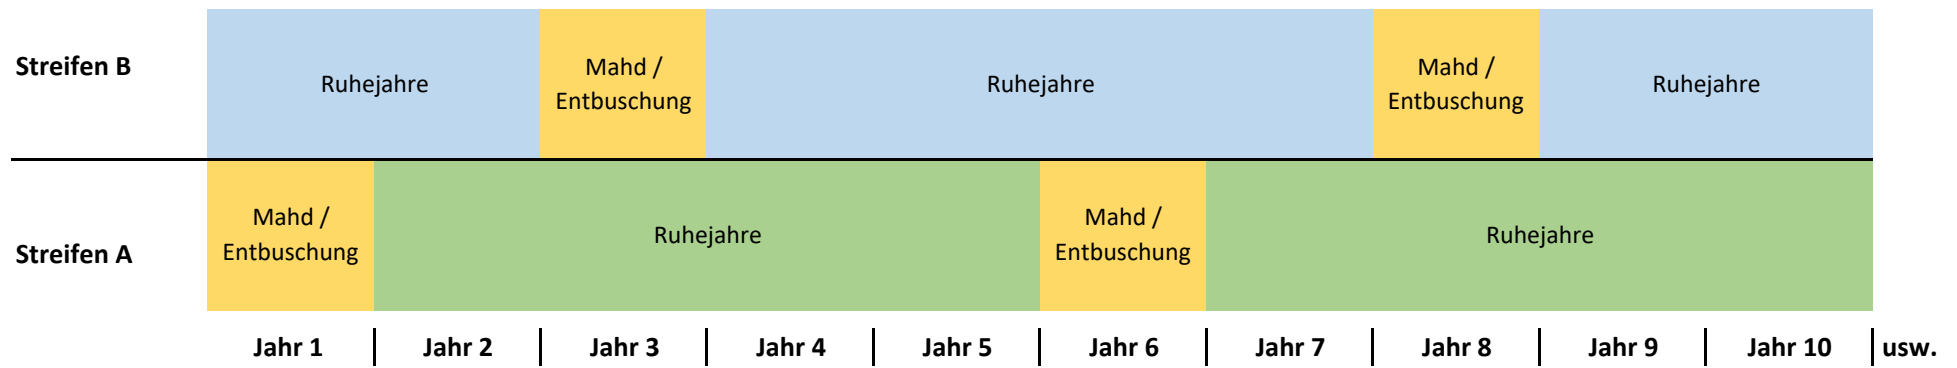 Streifen B
Ruhejahre
Mahd /
Entbuschung
Ruhejahre
Mahd /
Entbuschung
Ruhejahre
Streifen A
Mahd /
Entbuschung
Ruhejahre
Mahd /
Entbuschung
Ruhejahre
Jahr 1 Jahr 2 Jahr 3 Jahr 4 Jahr 5 Jahr 6 Jahr 7 Jahr 8 Jahr 9 Jahr 10 usw.